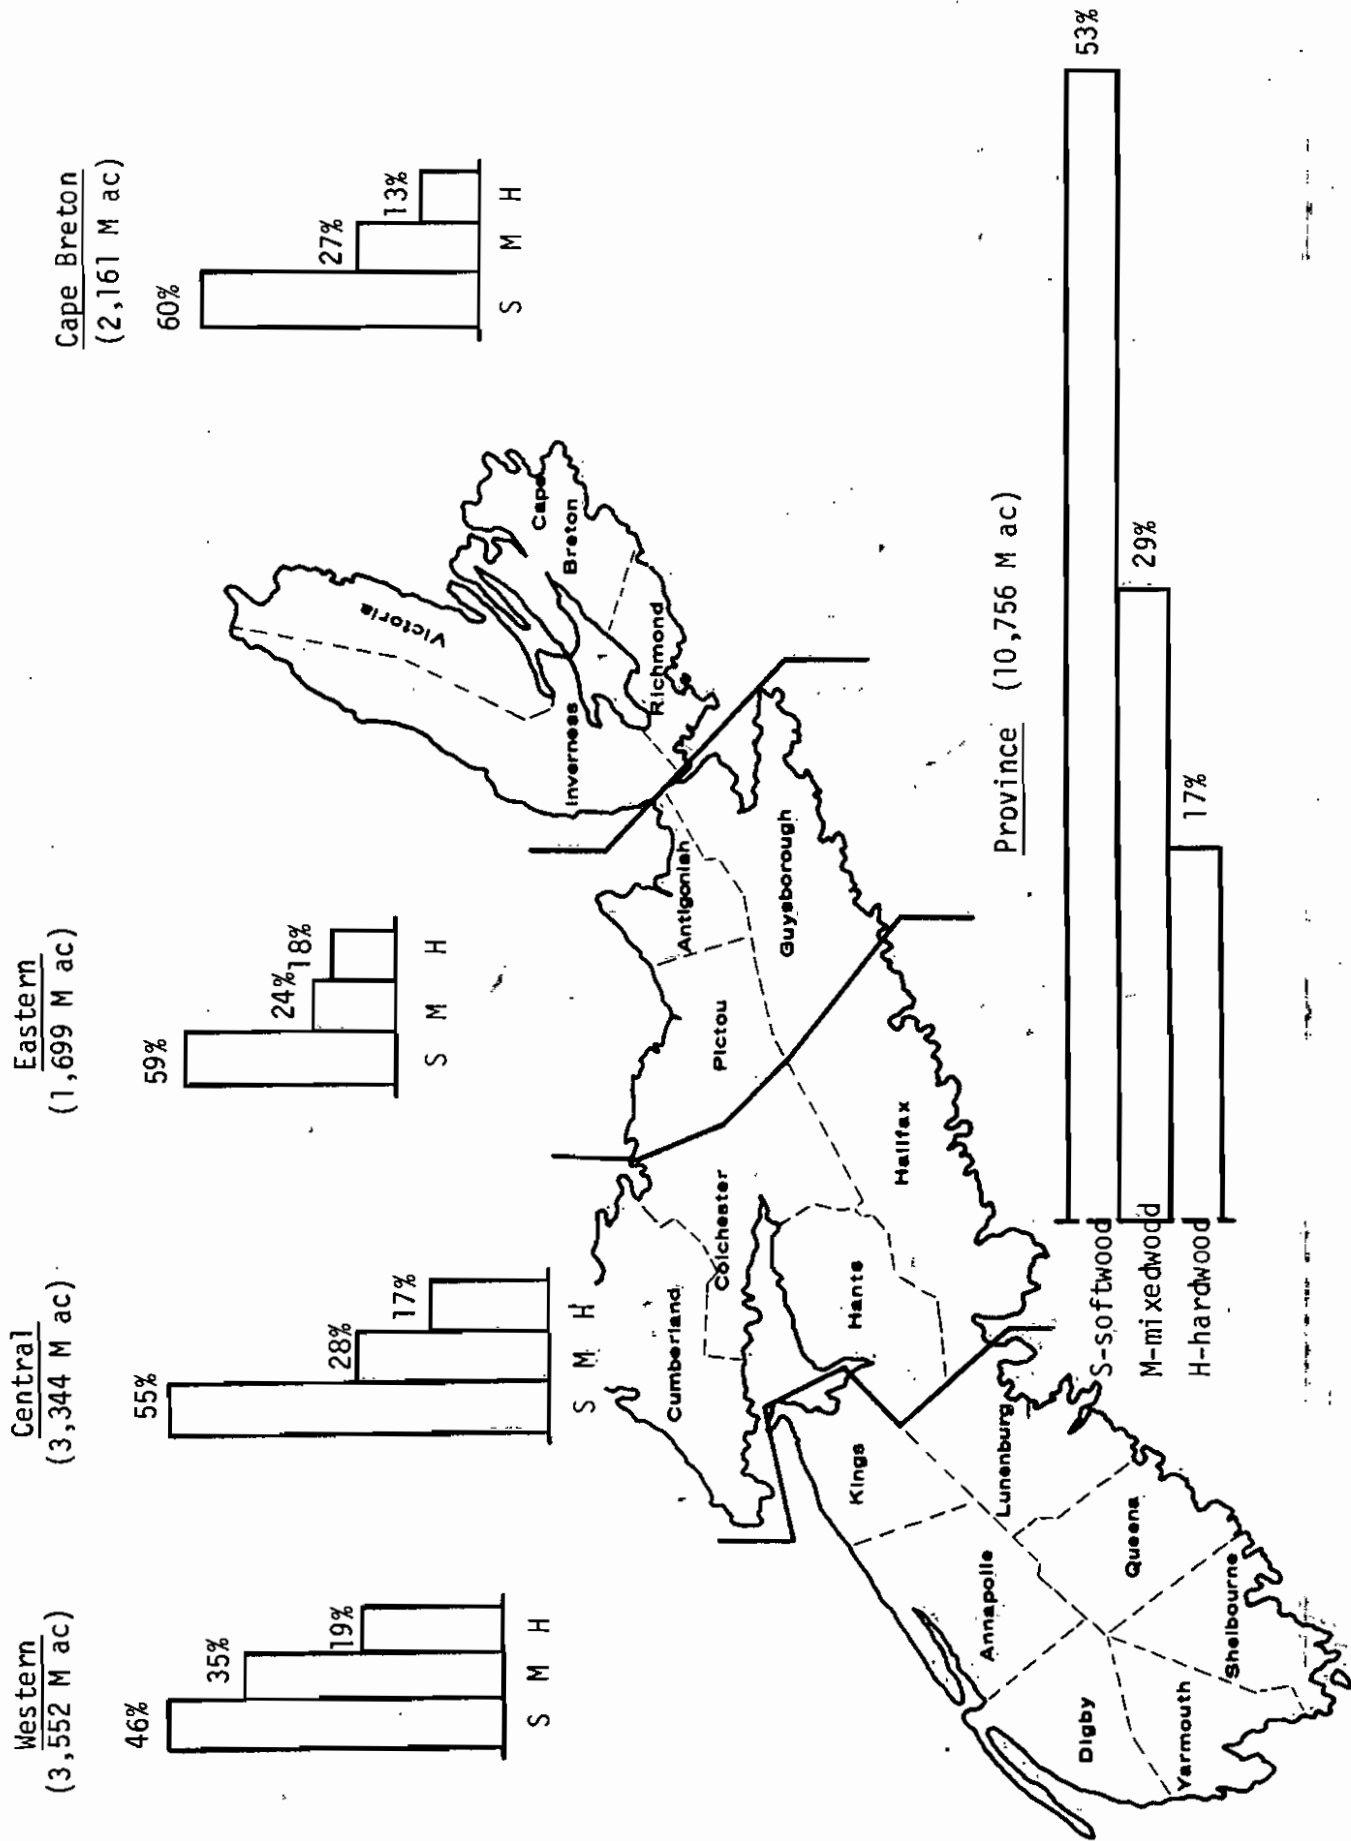 Western
(3,552 M ac)
46%
35%
19%
S M H
Central
(3,344 M ac)
55%
28%
17%
S M H
Eastern
(1,699 M ac)
59%
24%
18%
S M H
Cape Breton
(2,161 M ac)
60%
27%
13%
S M H
Victoria
Inverness
Cape
Breton
Richmond
Antigonish
Guysborough
Pictou
Colchester
Cumberland
Halifax
Hants
Kings
Lunenburg
Annapolis
Queens
Digby
Shelbourne
Yarmouth
Province (10,756 M ac)
S-softwood
53%
M-mixedwood
29%
H-hardwood
17%